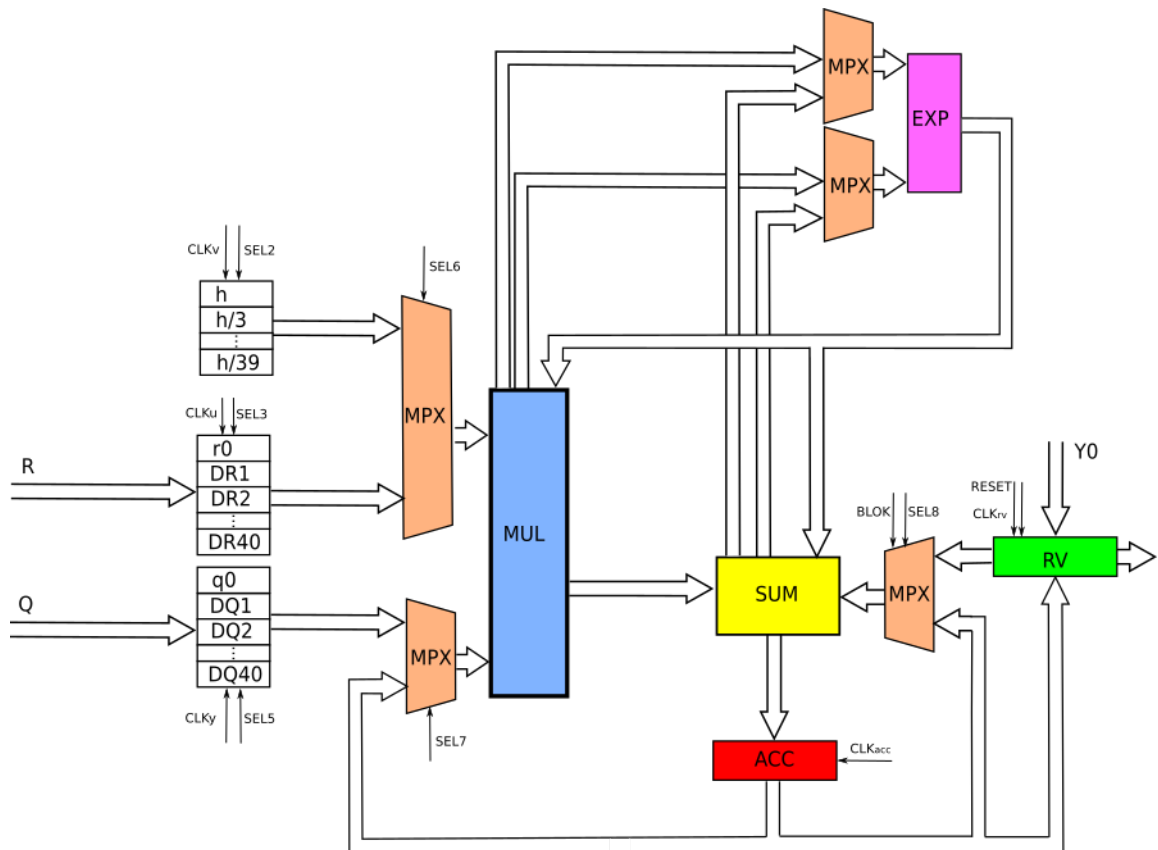 MPX
EXP
MPX
CLKv
SEL2
SEL6
h
h/3
⋮
h/39
CLKu
SEL3
MPX
R
r0
DR1
DR2
⋮
DR40
MUL
Y0
RESET
CLKrv
BLOK
SEL8
RV
Q
q0
DQ1
DQ2
⋮
DQ40
MPX
SUM
MPX
CLKy
SEL5
SEL7
ACC
CLKacc